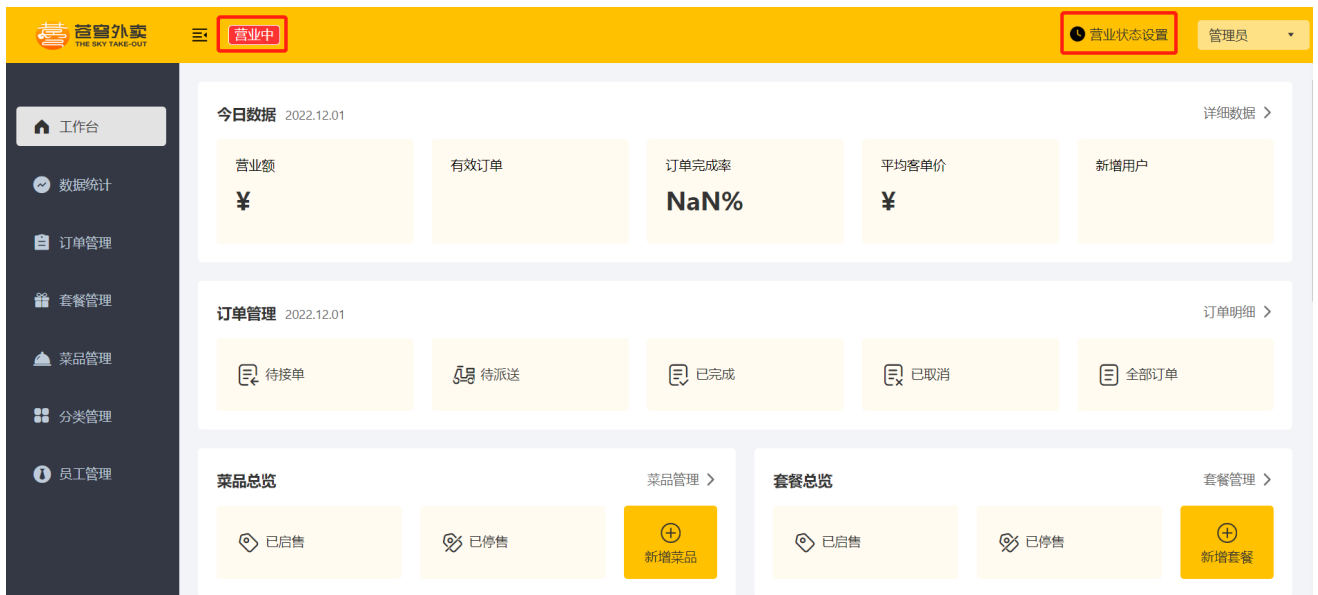 苍穹外卖
THE SKY TAKE-OUT
营业中
营业状态设置
管理员
工作台
数据统计
订单管理
套餐管理
菜品管理
分类管理
员工管理
今日数据 2022.12.01 详细数据
营业额 有效订单 订单完成率 平均客单价 新增用户
¥ NaN% ¥
订单管理 2022.12.01 订单明细
待接单 待派送 已完成 已取消 全部订单
菜品总览 菜品管理
已启售 已停售 新增菜品
套餐总览 套餐管理
已启售 已停售 新增套餐